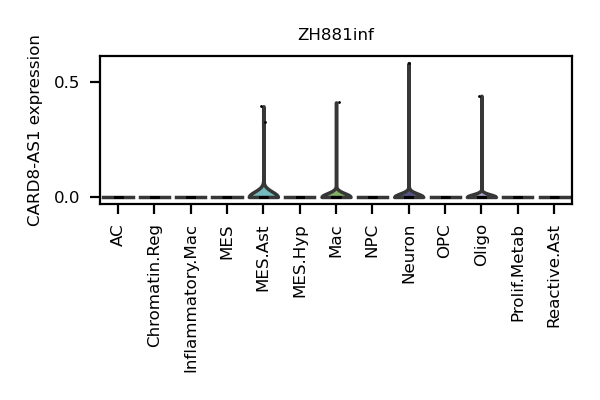 ZH881inf
CARD8-AS1 expression
0.5
0.0
AC
Chromatin.Reg
Inflammatory.Mac
MES
MES.Ast
MES.Hyp
Mac
NPC
Neuron
OPC
Oligo
Prolif.Metab
Reactive.Ast